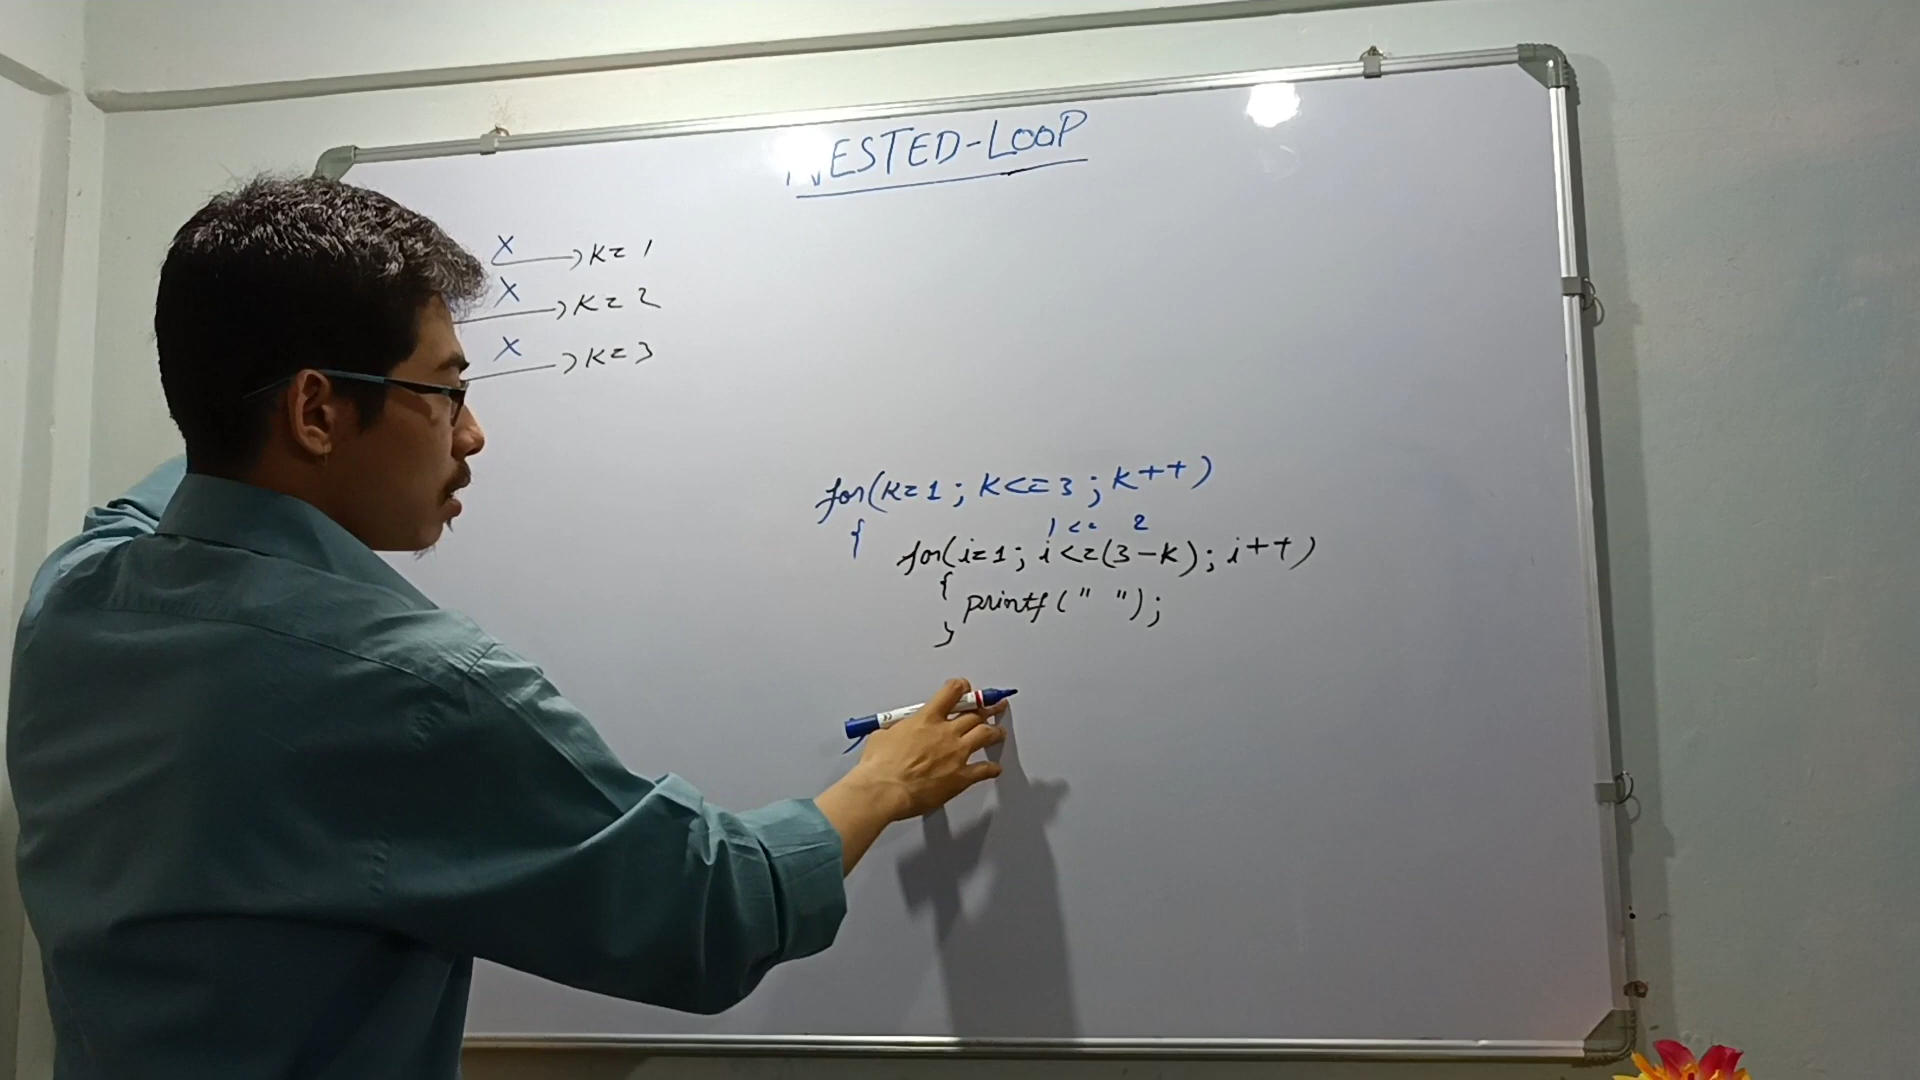 NESTED-LOOP
X → k=1
X → k=2
X → k=3
for(k=1; k<=3; k++)
{
1<= 2
for(i=1; i<=(3-k); i++)
{
printf(" ");
}
}